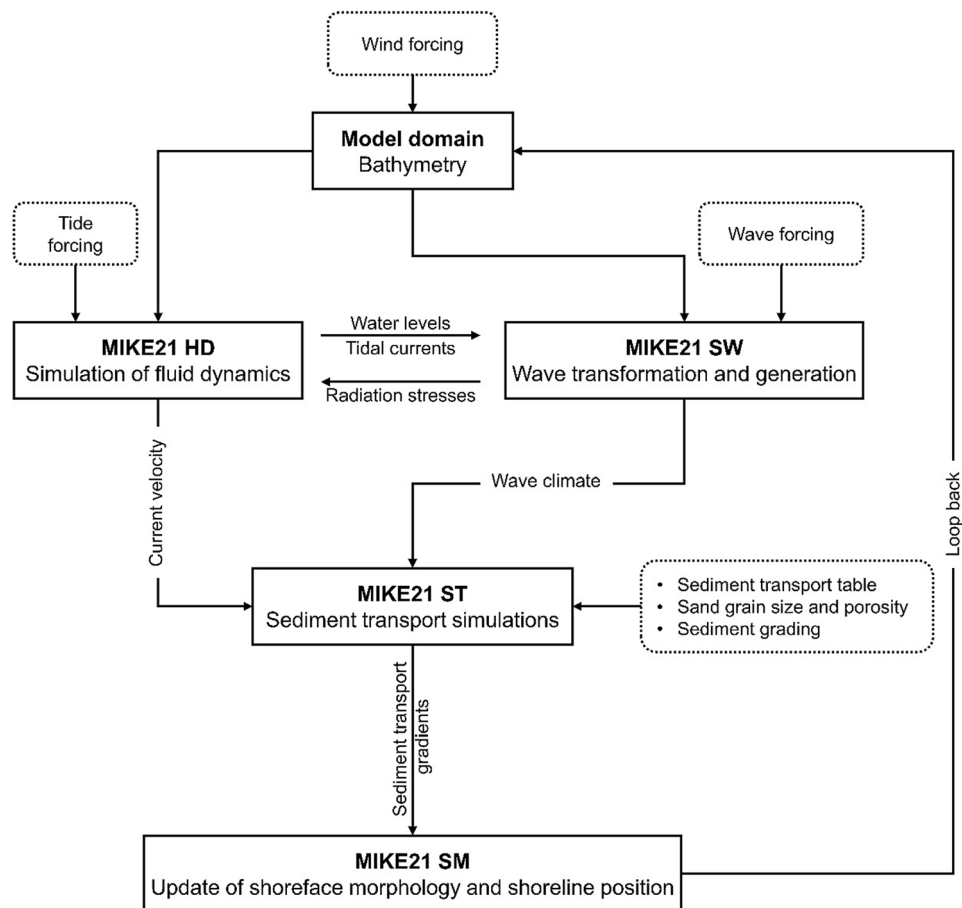 Wind forcing
Model domain
Bathymetry
Tide
forcing
Wave forcing
MIKE21 HD
Simulation of fluid dynamics
Water levels
Tidal currents
Radiation stresses
MIKE21 SW
Wave transformation and generation
Current velocity
Wave climate
Loop back
MIKE21 ST
Sediment transport simulations
• Sediment transport table
• Sand grain size and porosity
• Sediment grading
Sediment transport
gradients
MIKE21 SM
Update of shoreface morphology and shoreline position